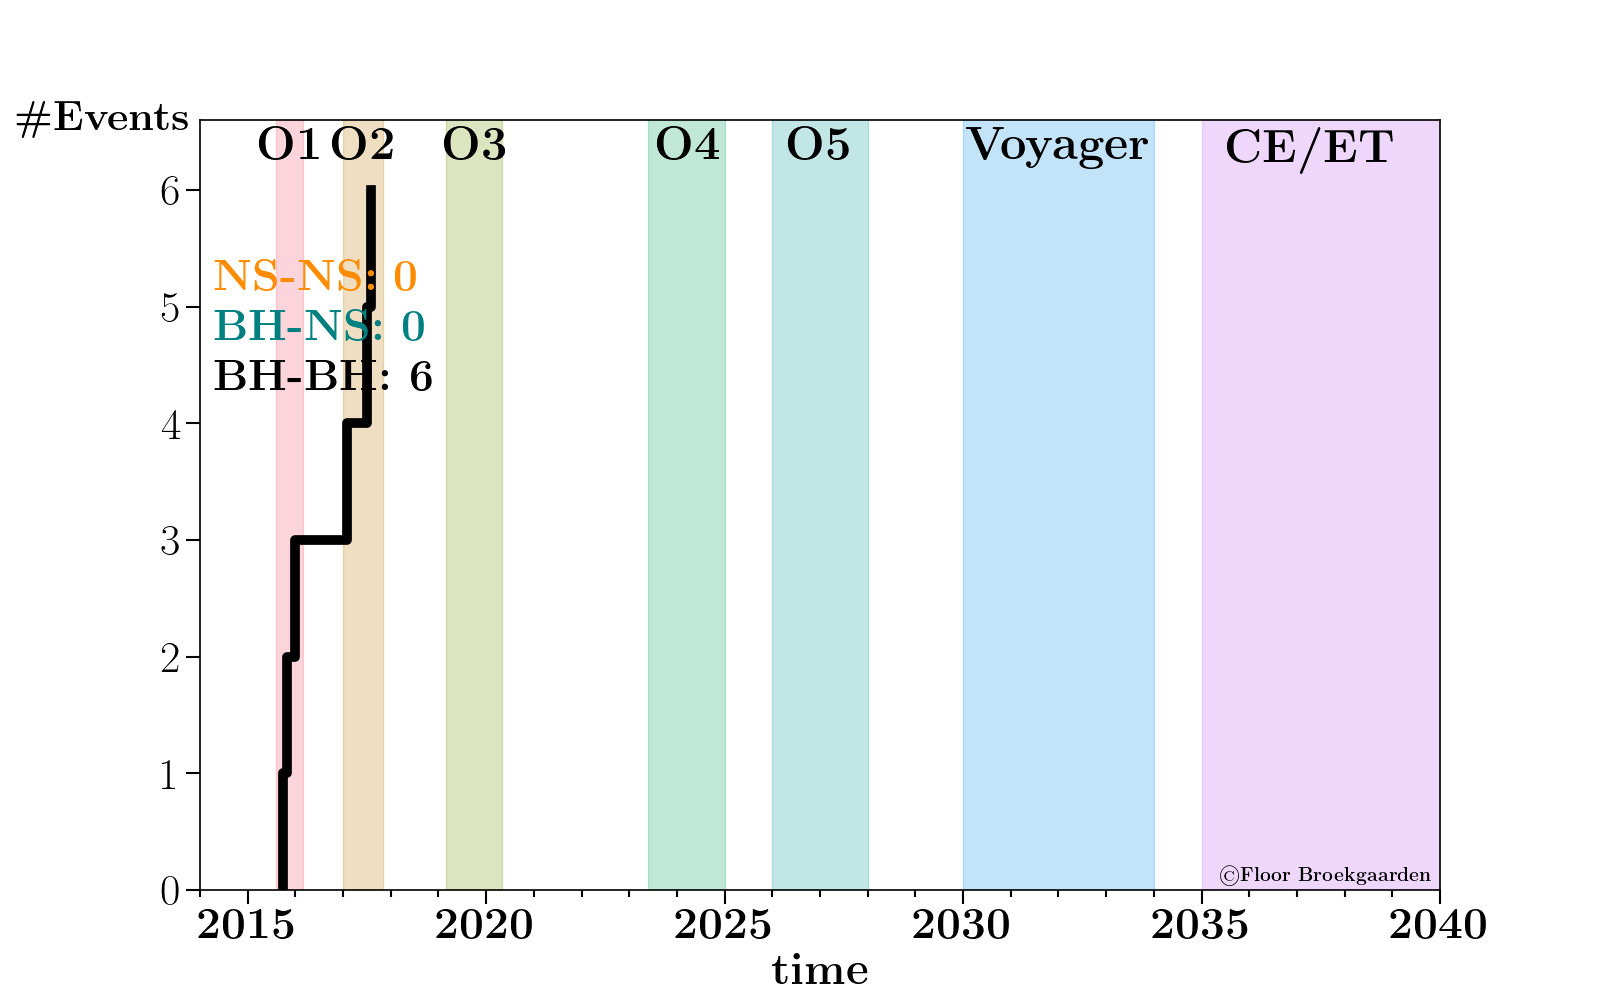 #Events
O1 O2 O3 O4 O5 Voyager CE/ET
6
NS-NS: 0
5
BH-NS: 0
BH-BH: 6
4
3
2
1
©Floor Broekgaarden
0
2015 2020 2025 2030 2035 2040
time